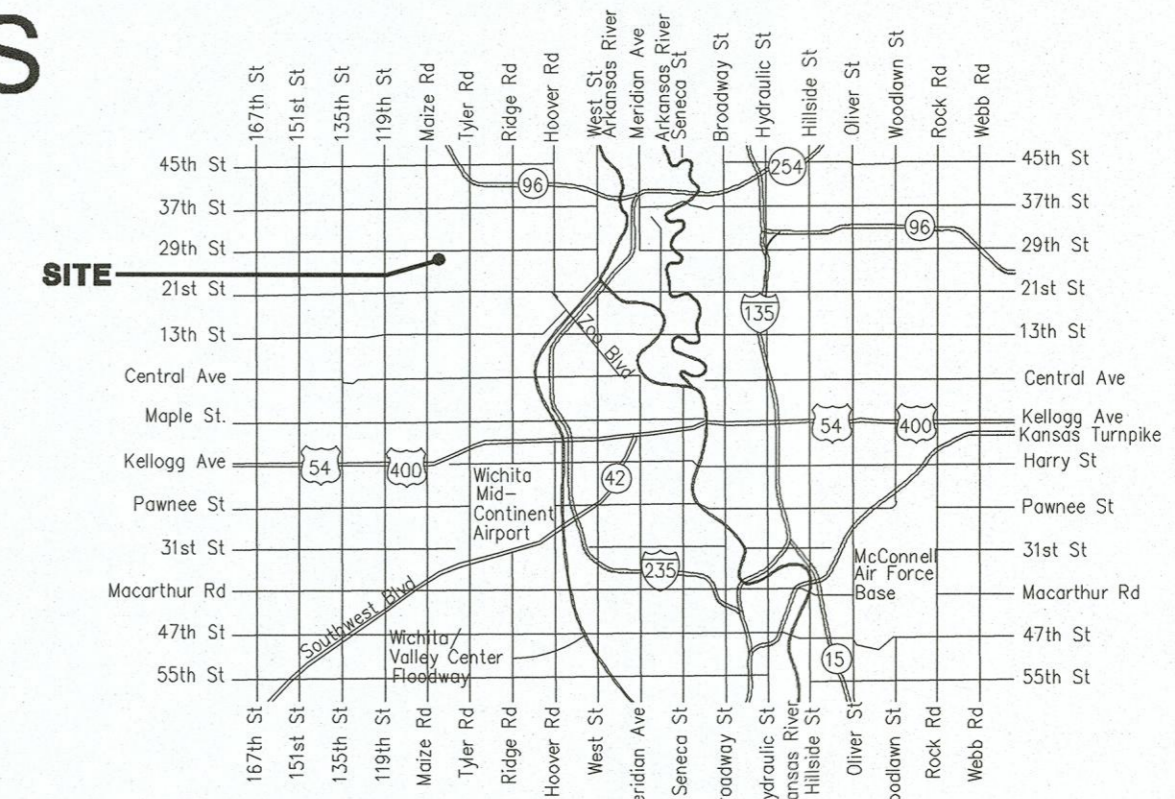 S
167th St
151st St
135th St
119th St
Maize Rd
Tyler Rd
Ridge Rd
Hoover Rd
West St
Arkansas River
Meridian Ave
Arkansas River
Seneca St
Broadway St
Hydraulic St
Hillside St
Oliver St
Woodlawn St
Rock Rd
Webb Rd
45th St
37th St
29th St
SITE
21st St
13th St
Central Ave
Maple St.
Kellogg Ave
Pawnee St
31st St
Macarthur Rd
47th St
55th St
96
254
96
135
Zoo Blvd
54
400
54
400
42
Wichita
Mid-
Continent
Airport
235
McConnell
Air Force
Base
Southwest Blvd
Wichita/
Valley Center
Floodway
15
45th St
37th St
29th St
21st St
13th St
Central Ave
Kellogg Ave
Kansas Turnpike
Harry St
Pawnee St
31st St
Macarthur Rd
47th St
55th St
167th St
151st St
135th St
119th St
Maize Rd
Tyler Rd
Ridge Rd
Hoover Rd
West St
eridian Ave
Seneca St
roadway St
ydraulic St
ansas River
Hillside St
Oliver St
oodlawn St
Rock Rd
Webb Rd